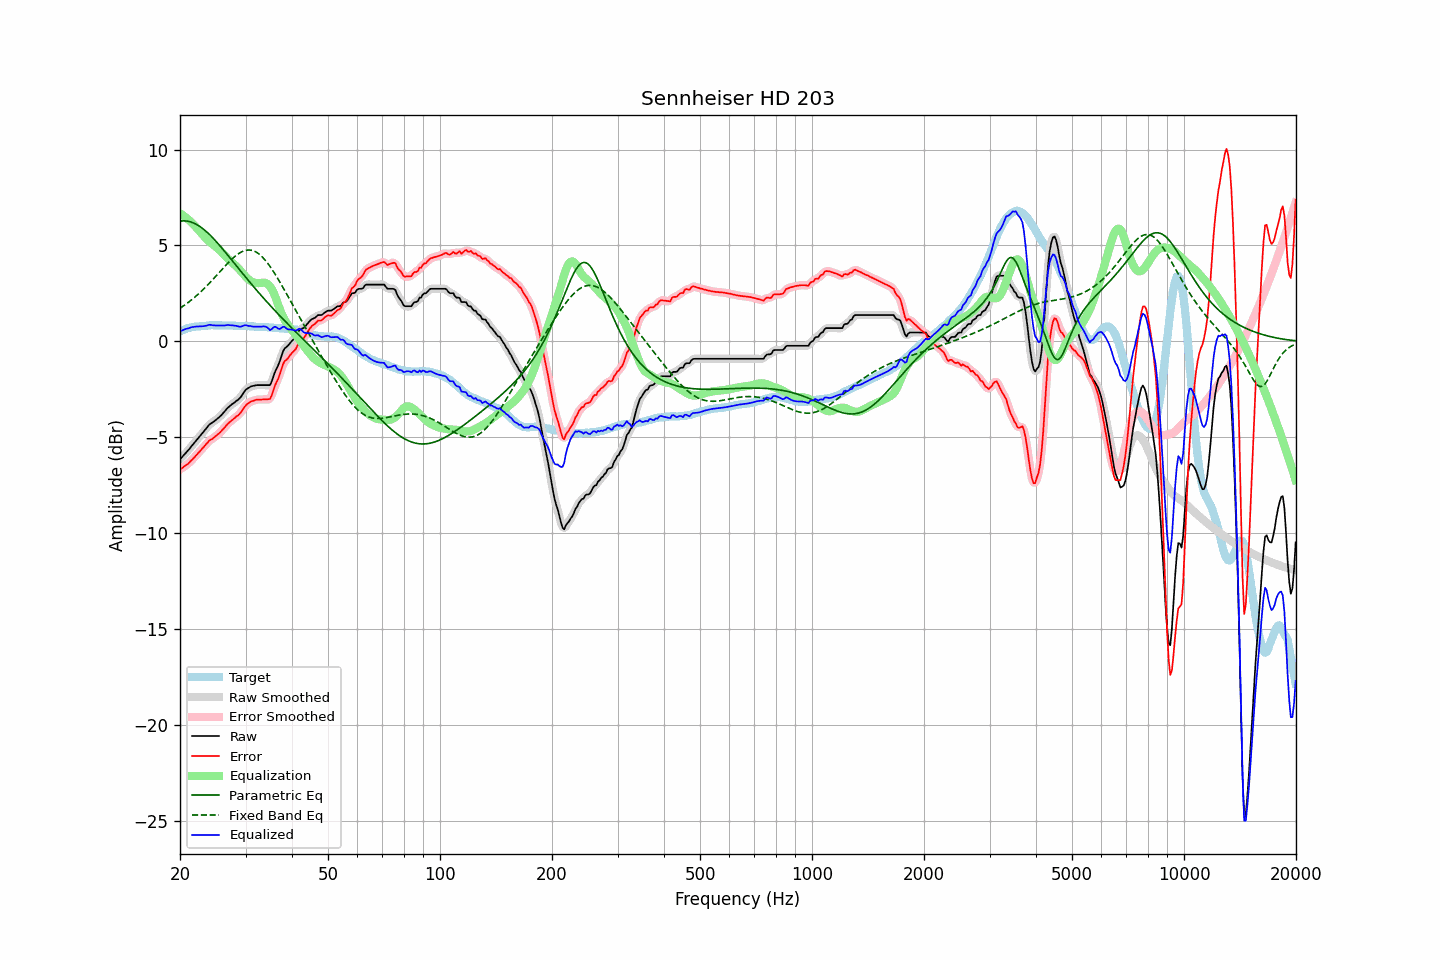 Sennheiser HD 203
10
5
0
−5
−10
−15
−20
−25
Amplitude (dBr)
Target
Raw Smoothed
Error Smoothed
Raw
Error
Equalization
Parametric Eq
Fixed Band Eq
Equalized
20 50 100 200 500 1000 2000 5000 10000 20000
Frequency (Hz)